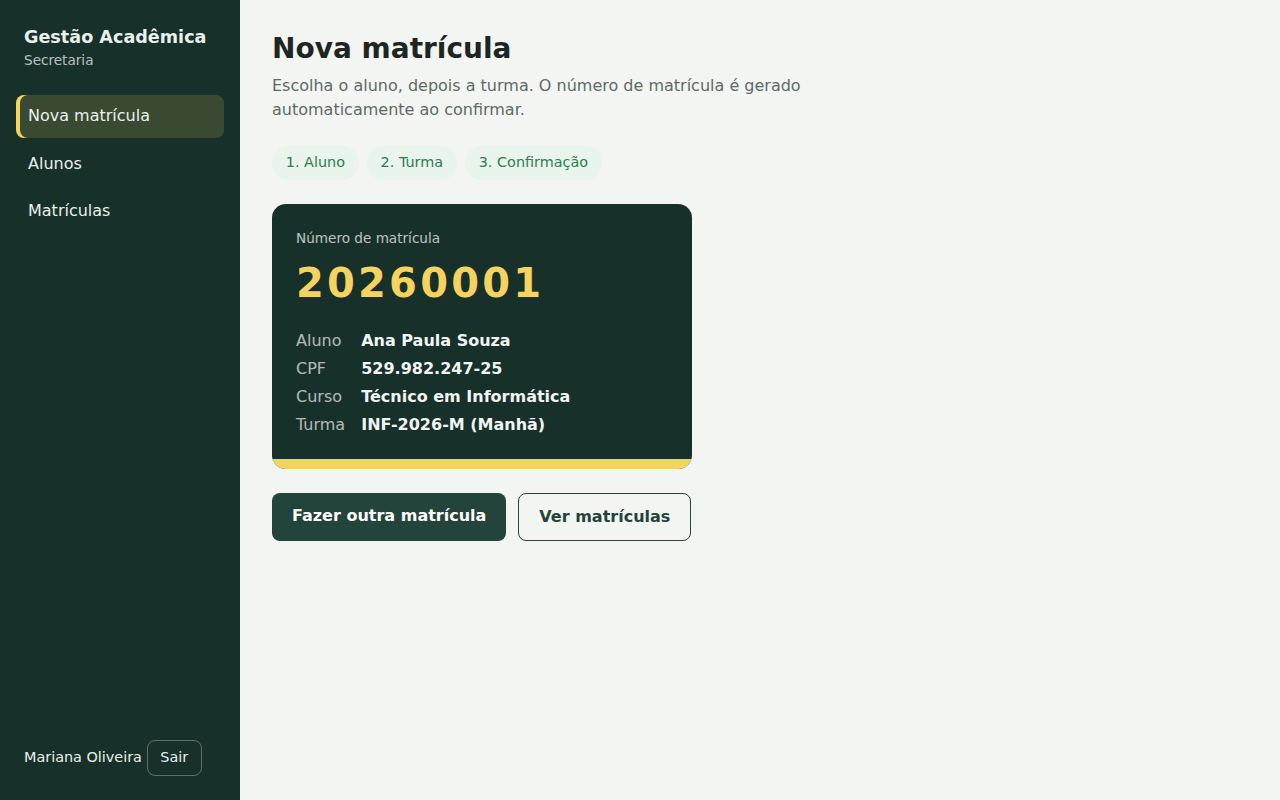 Gestão Acadêmica
Secretaria
Nova matrícula
Alunos
Matrículas
Mariana Oliveira
Sair
Nova matrícula
Escolha o aluno, depois a turma. O número de matrícula é gerado
automaticamente ao confirmar.
1. Aluno
2. Turma
3. Confirmação
Número de matrícula
20260001
Aluno Ana Paula Souza
CPF 529.982.247-25
Curso Técnico em Informática
Turma INF-2026-M (Manhã)
Fazer outra matrícula
Ver matrículas